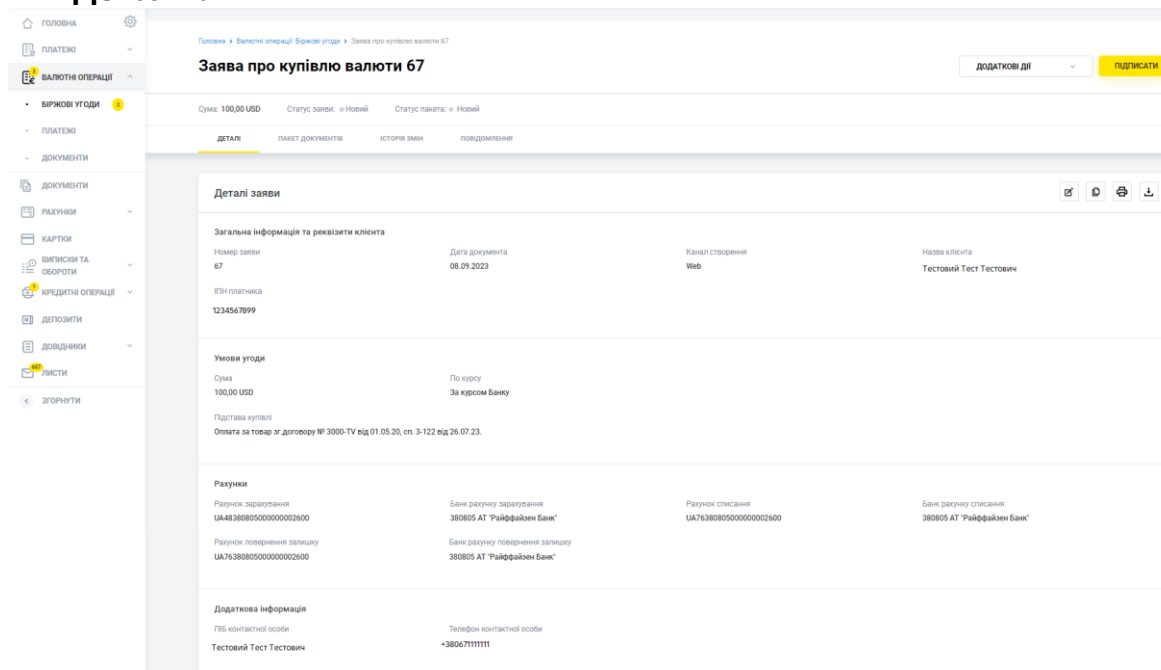 ГОЛОВНА
ПЛАТЕЖІ
2
ВАЛЮТНІ ОПЕРАЦІЇ
БІРЖОВІ УГОДИ 2
ПЛАТЕЖІ
ДОКУМЕНТИ
ДОКУМЕНТИ
РАХУНКИ
КАРТКИ
ВИПИСКИ ТА
ОБОРОТИ
1
КРЕДИТНІ ОПЕРАЦІЇ
ДЕПОЗИТИ
ДОВІДНИКИ
657
ЛИСТИ
ЗГОРНУТИ
Головна > Валютні операції: Біржові угоди > Заява про купівлю валюти 67
Заява про купівлю валюти 67
ДОДАТКОВІ ДІЇ
ПІДПИСАТИ
Сума: 100,00 USD Статус заяви: Новий Статус пакета: Новий
ДЕТАЛІ ПАКЕТ ДОКУМЕНТІВ ІСТОРІЯ ЗМІН ПОВІДОМЛЕННЯ
Деталі заяви
Загальна інформація та реквізити клієнта
Номер заяви Дата документа Канал створення Назва клієнта
67 08.09.2023 Web Тестовий Тест Тестович
ІПН платника
1234567899
Умови угоди
Сума По курсу
100,00 USD За курсом Банку
Підстава купівлі
Оплата за товар зг.договору № 3000-TV від 01.05.20, сп. 3-122 від 26.07.23.
Рахунки
Рахунок зарахування Банк рахунку зарахування Рахунок списання Банк рахунку списання
UA48380805000000002600 380805 АТ "Райффайзен Банк" UA76380805000000002600 380805 АТ "Райффайзен Банк"
Рахунок повернення залишку Банк рахунку повернення залишку
UA76380805000000002600 380805 АТ "Райффайзен Банк"
Додаткова інформація
ПІБ контактної особи Телефон контактної особи
Тестовий Тест Тестович +380671111111